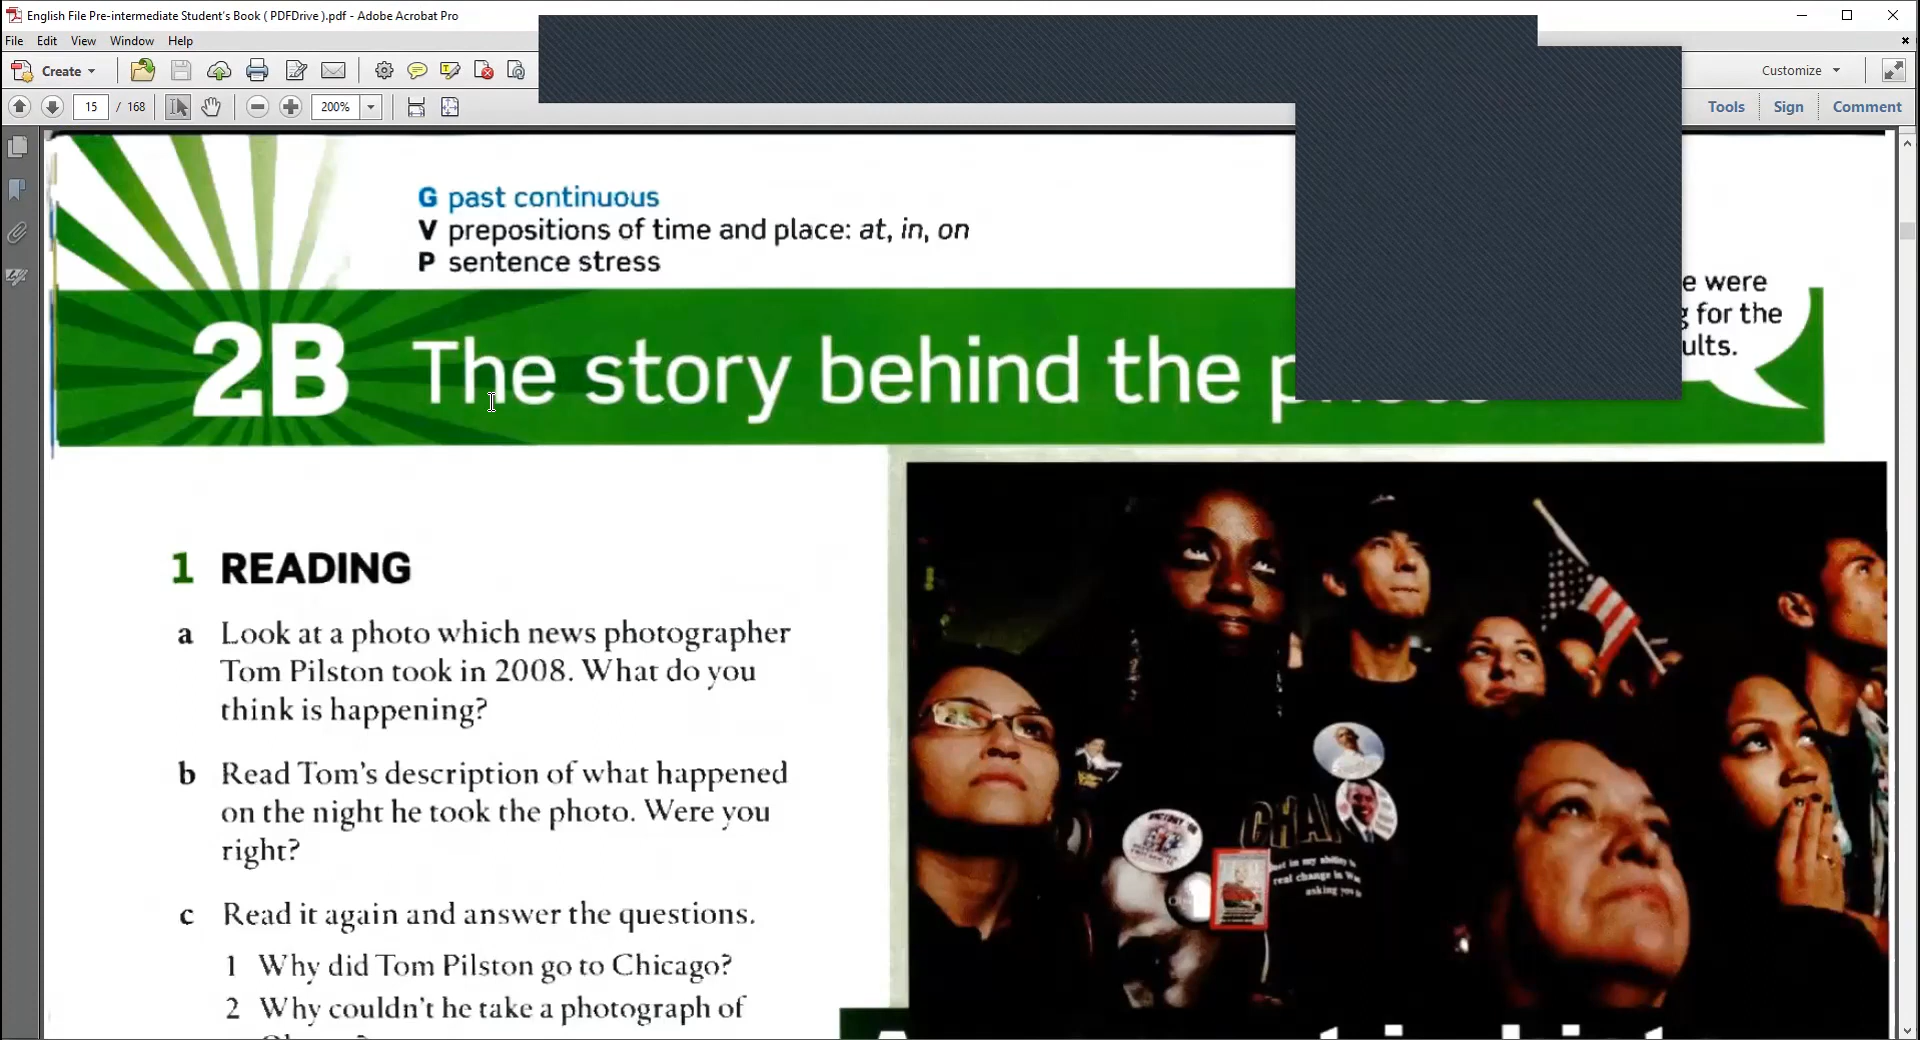 English File Pre-intermediate Student's Book ( PDFDrive ).pdf - Adobe Acrobat Pro
File Edit View Window Help
Create
Customize
15 / 168
200%
Tools Sign Comment
G past continuous
V prepositions of time and place: at, in, on
P sentence stress
e were
g for the
ults.
2B The story behind the
1 READING
a Look at a photo which news photographer
Tom Pilston took in 2008. What do you
think is happening?
b Read Tom's description of what happened
on the night he took the photo. Were you
right?
c Read it again and answer the questions.
1 Why did Tom Pilston go to Chicago?
2 Why couldn't he take a photograph of
CHA
real change in
asking